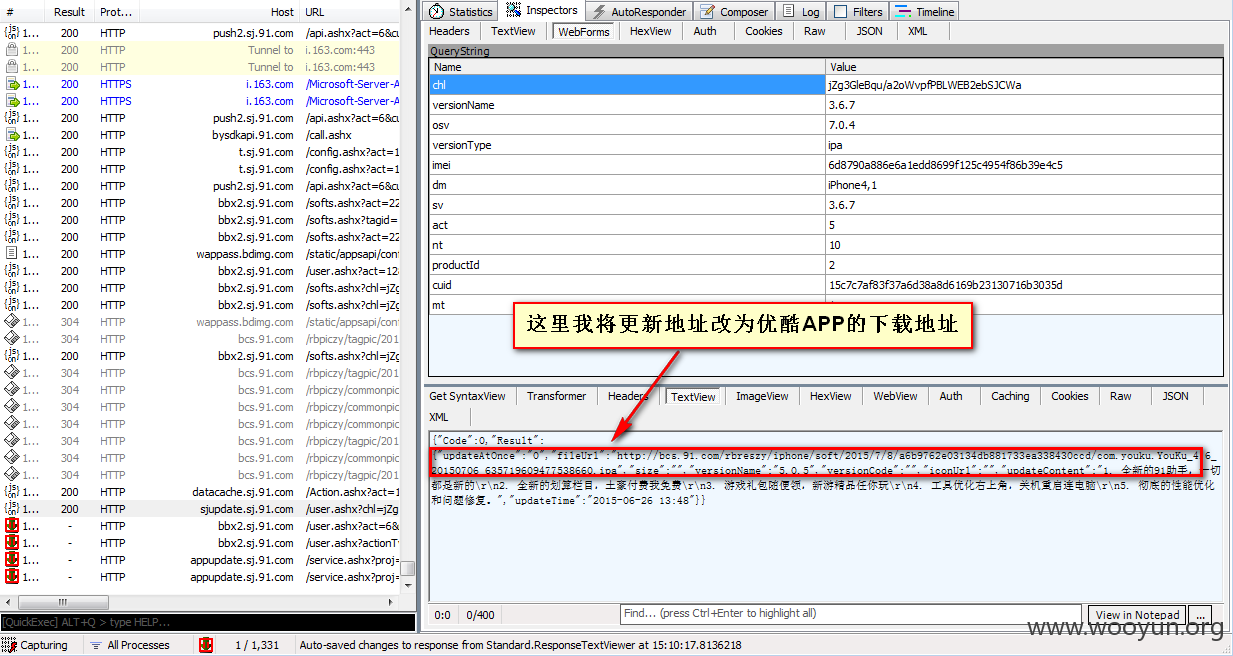 # Result Prot... Host URL
1... 200 HTTP push2.sj.91.com /api.ashx?act=6&cu
1... 200 HTTP Tunnel to i.163.com:443
1... 200 HTTP Tunnel to i.163.com:443
1... 200 HTTPS i.163.com /Microsoft-Server-A
1... 200 HTTPS i.163.com /Microsoft-Server-A
1... 200 HTTP push2.sj.91.com /api.ashx?act=6&cu
1... 200 HTTP bysdkapi.91.com /call.ashx
1... 200 HTTP t.sj.91.com /config.ashx?act=1
1... 200 HTTP t.sj.91.com /config.ashx?act=1
1... 200 HTTP push2.sj.91.com /api.ashx?act=6&cu
1... 200 HTTP bbx2.sj.91.com /softs.ashx?act=22
1... 200 HTTP bbx2.sj.91.com /softs.ashx?tagid=
1... 200 HTTP bbx2.sj.91.com /softs.ashx?act=22
1... 200 HTTP wappass.bdimg.com /static/appsapi/con
1... 200 HTTP bbx2.sj.91.com /user.ashx?act=12&
1... 200 HTTP bbx2.sj.91.com /softs.ashx?chl=jZg
1... 200 HTTP bbx2.sj.91.com /softs.ashx?chl=jZg
1... 304 HTTP wappass.bdimg.com /static/appsapi/con
1... 304 HTTP bcs.91.com /rbpiczy/tagpic/201
1... 200 HTTP bbx2.sj.91.com /softs.ashx?chl=jZg
1... 304 HTTP bcs.91.com /rbpiczy/tagpic/201
1... 304 HTTP bcs.91.com /rbpiczy/commonpic
1... 304 HTTP bcs.91.com /rbpiczy/commonpic
1... 304 HTTP bcs.91.com /rbpiczy/commonpic
1... 304 HTTP bcs.91.com /rbpiczy/tagpic/201
1... 304 HTTP bcs.91.com /rbpiczy/commonpic
1... 304 HTTP bcs.91.com /rbpiczy/tagpic/201
1... 200 HTTP datacache.sj.91.com /Action.ashx?act=1
1... 200 HTTP sjupdate.sj.91.com /user.ashx?chl=jZg
1... - HTTP bbx2.sj.91.com /user.ashx?act=6&
1... - HTTP bbx2.sj.91.com /user.ashx?actionT
1... - HTTP appupdate.sj.91.com /service.ashx?proj=
1... - HTTP appupdate.sj.91.com /service.ashx?proj=
[QuickExec] ALT+Q > type HELP...
Statistics Inspectors AutoResponder Composer Log Filters Timeline
Headers TextView WebForms HexView Auth Cookies Raw JSON XML
QueryString
Name Value
chl jZg3GleBqu/a2oWvpfPBLWEB2ebSJCWa
versionName 3.6.7
osv 7.0.4
versionType ipa
imei 6d8790a886e6a1edd8699f125c4954f86b39e4c5
dm iPhone4,1
sv 3.6.7
act 5
nt 10
productId 2
cuid 15c7c7af83f37a6d38a8d6169b23130716b3035d
mt
这里我将更新地址改为优酷APP的下载地址
Get SyntaxView Transformer Headers TextView ImageView HexView WebView Auth Caching Cookies Raw JSON
XML
{"Code":0,"Result":
{"updateAtOnce":"0","fileUrl":"http://bcs.91.com/rbreszy/iphone/soft/2015/7/8/a6b9762e03134db881733ea338430ccd/com.youku.YouKu_4.6_
20150706_635719609477538660.ipa","size":"","versionName":"5.0.5","versionCode":"","iconUrl":"","updateContent":"1. 全新的91助手，一切
都是新的\r\n2. 全新的划算栏目，土豪付费我免费\r\n3. 游戏礼包随便领，新游精品任你玩\r\n4. 工具优化右上角，关机重启连电脑\r\n5. 彻底的性能优化
和问题修复。","updateTime":"2015-06-26 13:48"}}
0:0 0/400 Find... (press Ctrl+Enter to highlight all) View in Notepad ...
www.wooyun.org
Capturing All Processes 1 / 1,331 Auto-saved changes to response from Standard.ResponseTextViewer at 15:10:17.8136218